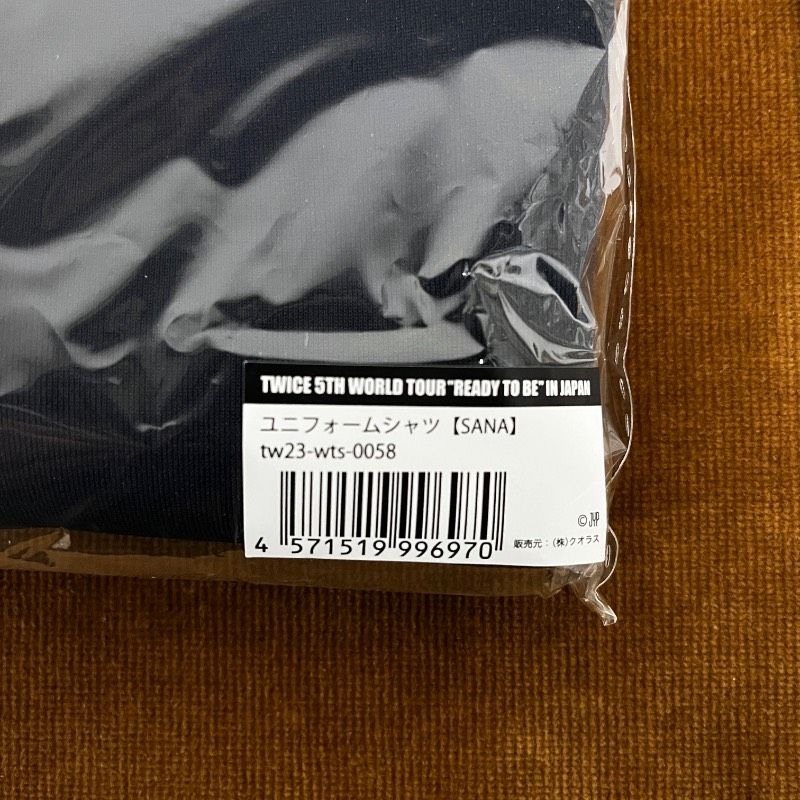 TWICE 5TH WORLD TOUR "READY TO BE" IN JAPAN
ユニフォームシャツ【SANA】
tw23-wts-0058
© JYP
4 571519 996970
販売元:(株)クオラス